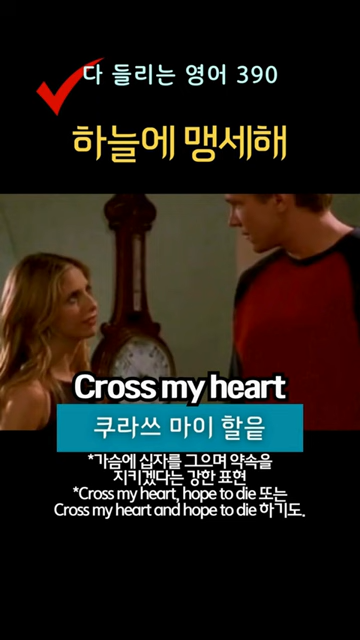 다 들리는 영어 390
하늘에 맹세해
Cross my heart
쿠라쓰 마이 할읕
*가슴에 십자를 그으며 약속을
지키겠다는 강한 표현
*Cross my heart, hope to die 또는
Cross my heart and hope to die 하기도.